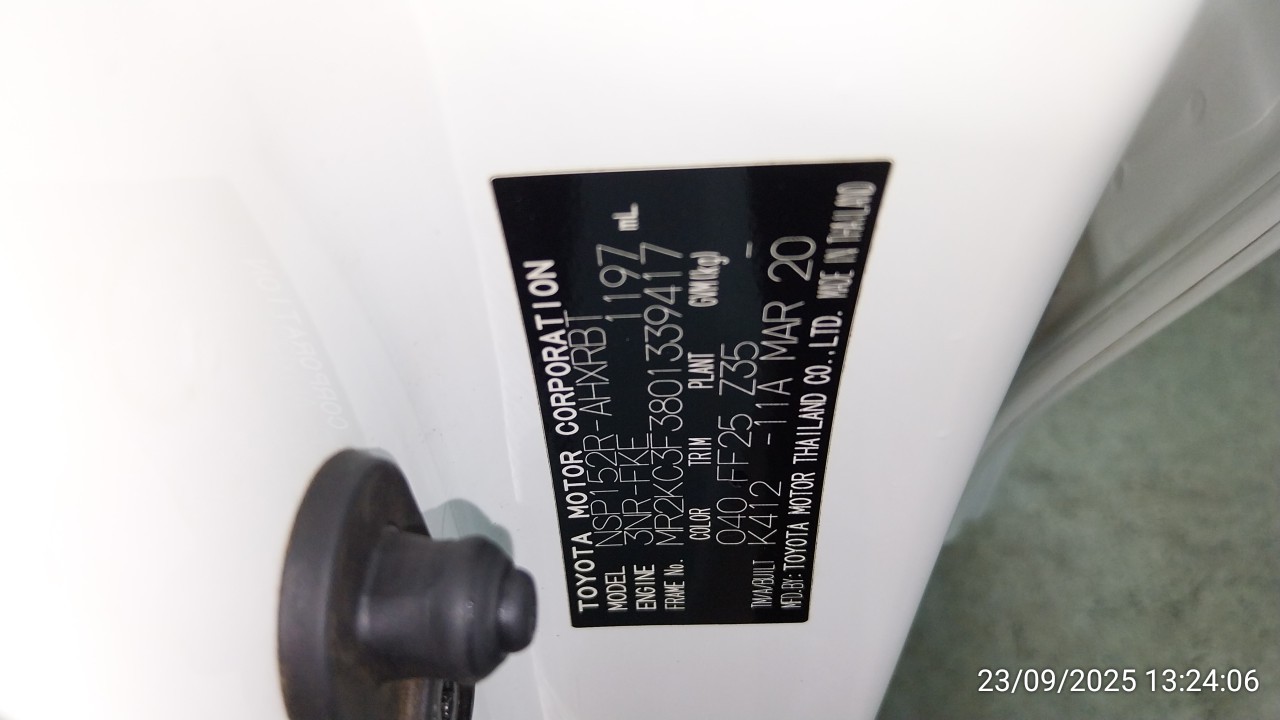 TOYOTA MOTOR CORPORATION
MODEL NSP152R-AHXRBT
ENGINE 3NR-FKE 1197 mL
FRAME No. MR2KC3F3801339417
COLOR TRIM PLANT GVM(kg)
040 FF25 Z35 –
TMA/BUILT K412 -11A MAR 20
MFD.BY: TOYOTA MOTOR THAILAND CO.,LTD. MADE IN THAILAND
23/09/2025 13:24:06